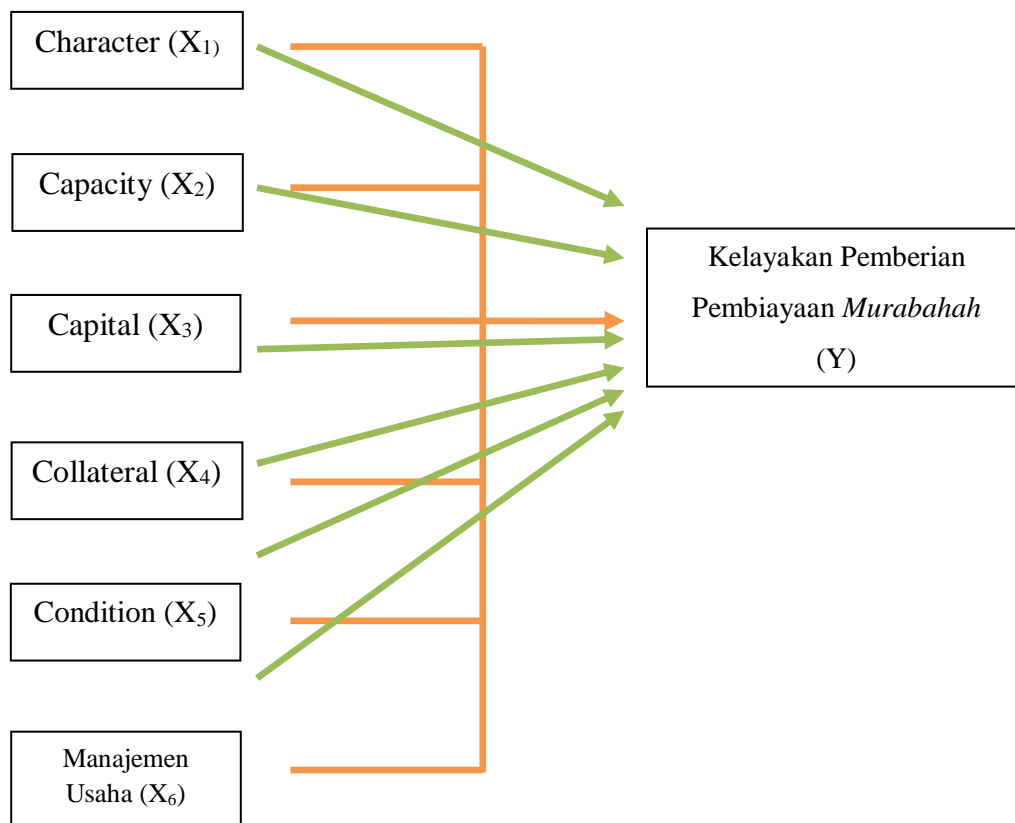 Character (X₁₎
Capacity (X₂)
Capital (X₃)
Collateral (X₄)
Condition (X₅)
Manajemen
Usaha (X₆)
Kelayakan Pemberian
Pembiayaan Murabahah
(Y)